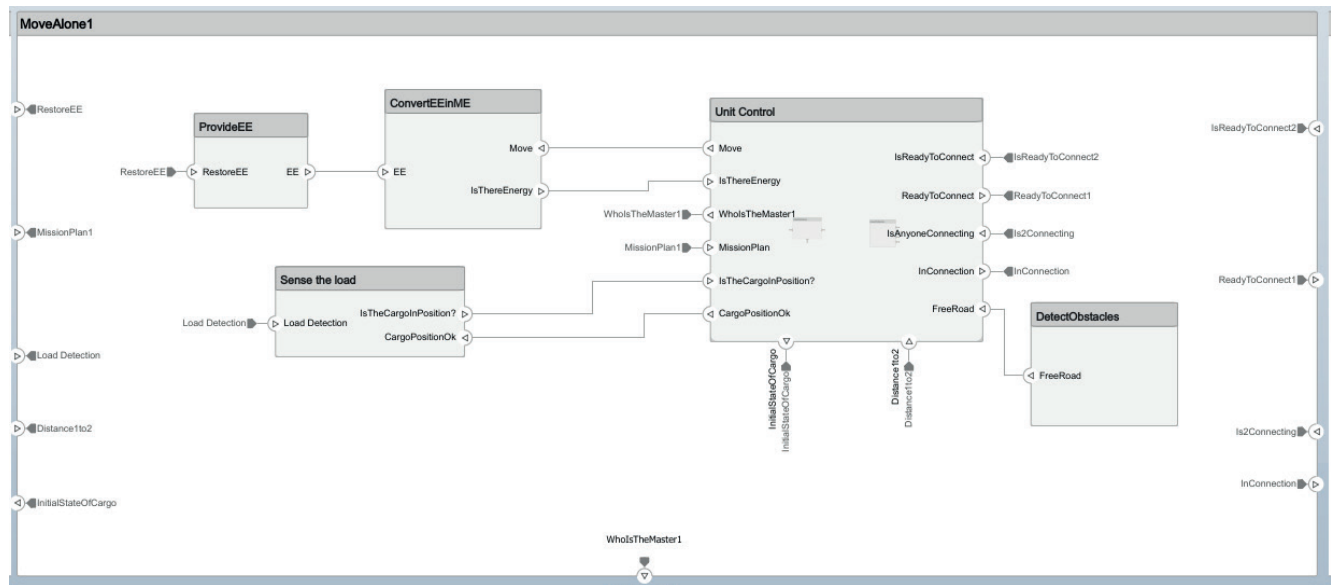 MoveAlone1
RestoreEE
ProvideEE
RestoreEE
RestoreEE
EE
ConvertEEinME
Move
EE
IsThereEnergy
Unit Control
Move
IsReadyToConnect
IsReadyToConnect2
IsThereEnergy
ReadyToConnect
ReadyToConnect1
WhoIsTheMaster1
WhoIsTheMaster1
IsAnyoneConnecting
Is2Connecting
MissionPlan1
MissionPlan
InConnection
InConnection
IsTheCargoInPosition?
CargoPositionOk
FreeRoad
InitialStateOfCargo
InitialStateOfCargo
Distance1to2
Distance1to2
Sense the load
Load Detection
Load Detection
IsTheCargoInPosition?
CargoPositionOk
DetectObstacles
FreeRoad
MissionPlan1
Load Detection
Distance1to2
InitialStateOfCargo
IsReadyToConnect2
ReadyToConnect1
Is2Connecting
InConnection
WhoIsTheMaster1